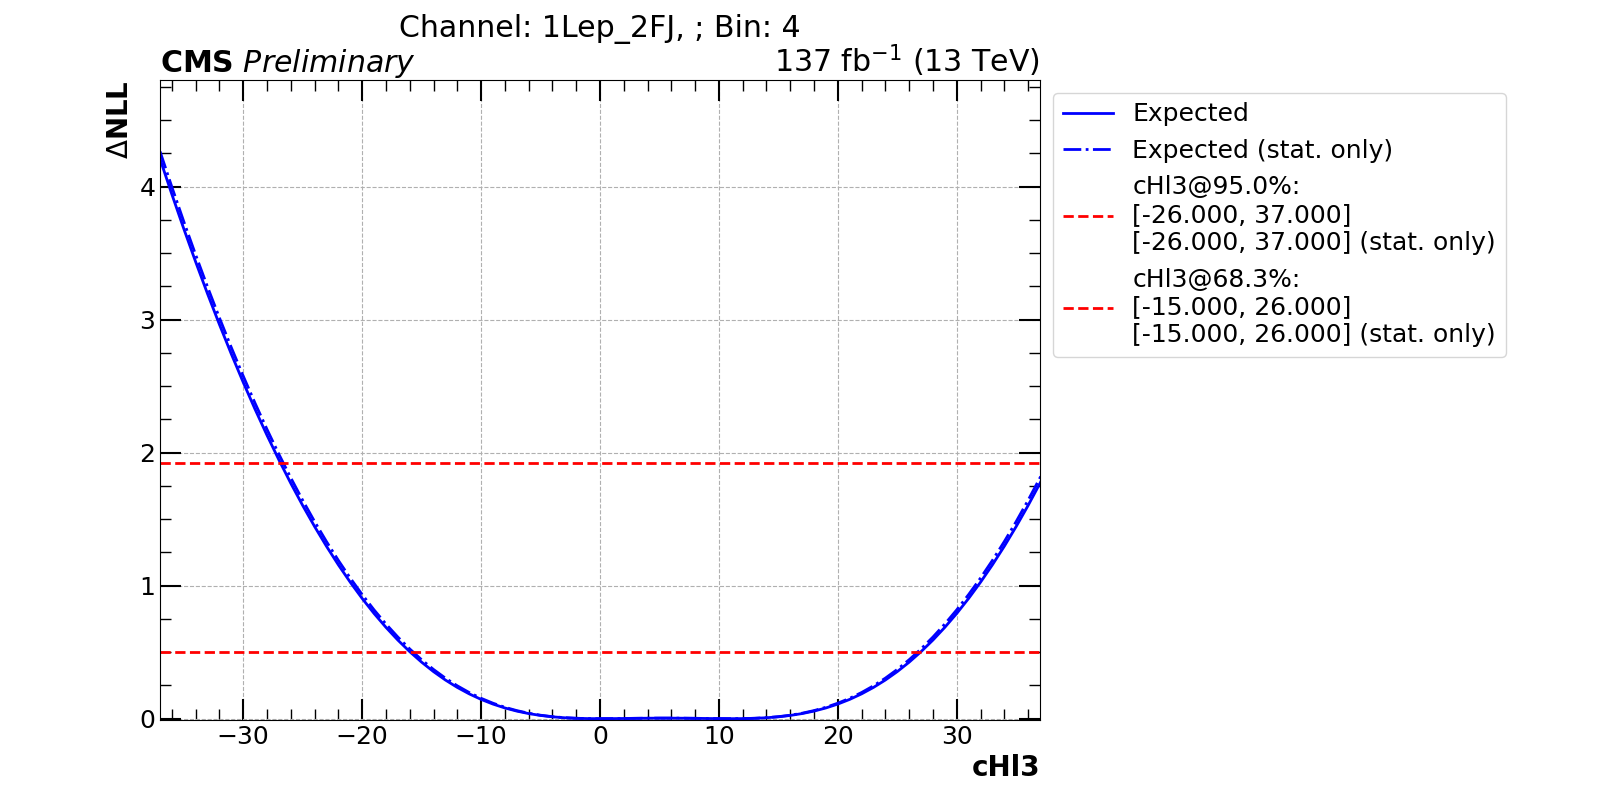 Channel: 1Lep_2FJ, ; Bin: 4
CMS Preliminary
137 fb⁻¹ (13 TeV)
ΔNLL
4
3
2
1
0
−30
−20
−10
0
10
20
30
cHl3
Expected
Expected (stat. only)
cHl3@95.0%:
[-26.000, 37.000]
[-26.000, 37.000] (stat. only)
cHl3@68.3%:
[-15.000, 26.000]
[-15.000, 26.000] (stat. only)